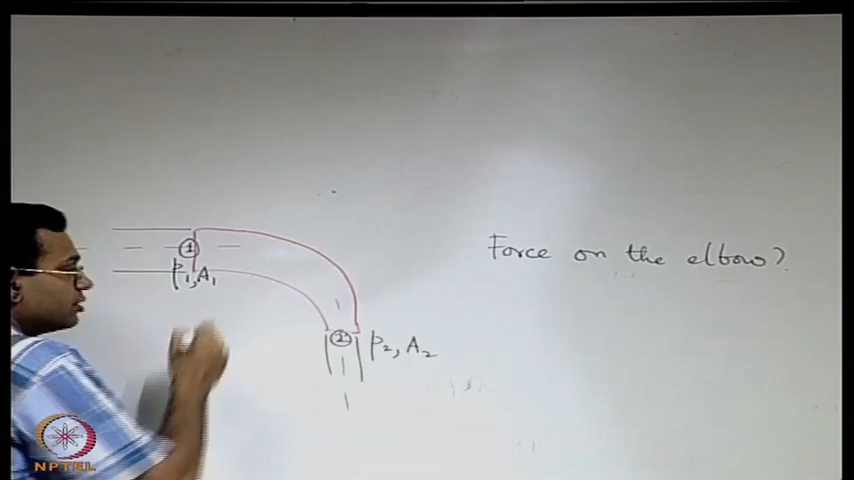 Force on the elbow?
1
p₁, A₁
2
p₂, A₂
NPTEL